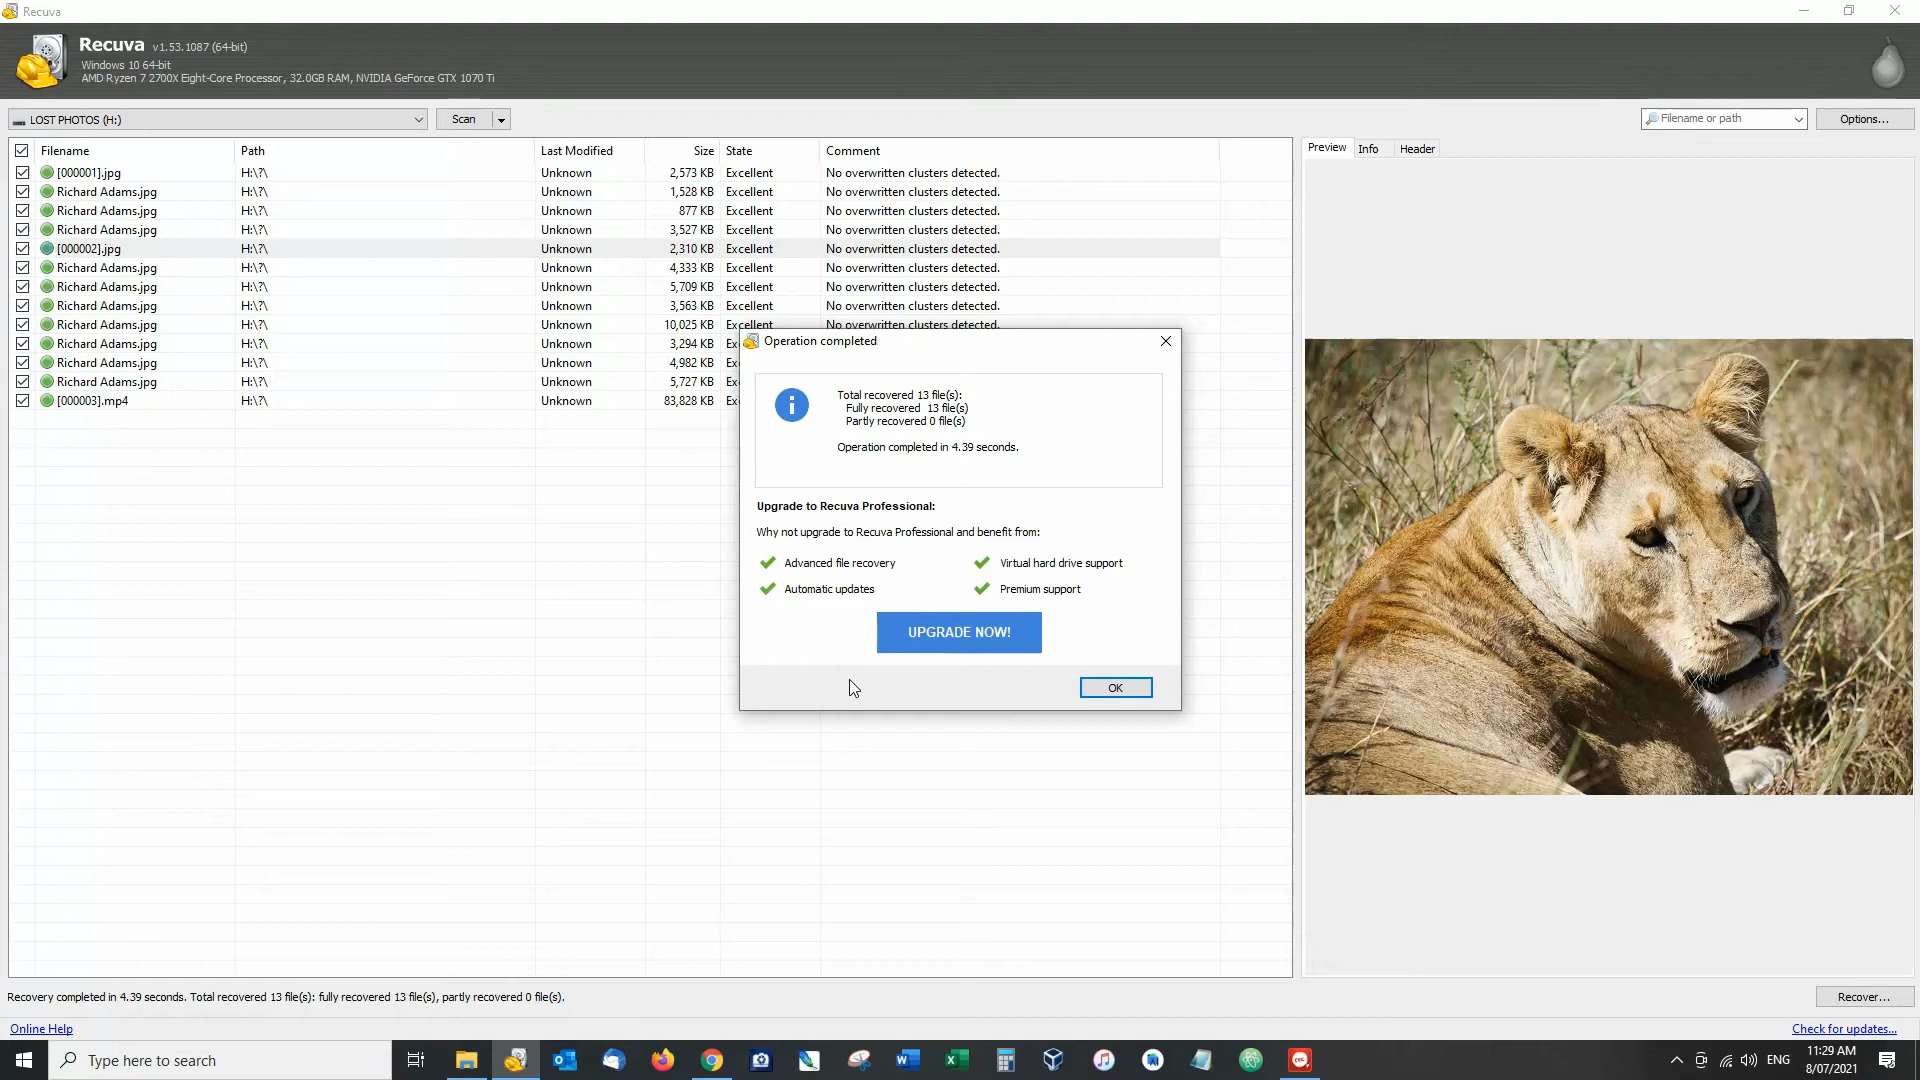 Recuva
Recuva v1.53.1087 (64-bit)
Windows 10 64-bit
AMD Ryzen 7 2700X Eight-Core Processor, 32.0GB RAM, NVIDIA GeForce GTX 1070 Ti
LOST PHOTOS (H:) Scan Filename or path Options...
Filename Path Last Modified Size State Comment
[000001].jpg H:\?\ Unknown 2,573 KB Excellent No overwritten clusters detected.
Richard Adams.jpg H:\?\ Unknown 1,528 KB Excellent No overwritten clusters detected.
Richard Adams.jpg H:\?\ Unknown 877 KB Excellent No overwritten clusters detected.
Richard Adams.jpg H:\?\ Unknown 3,527 KB Excellent No overwritten clusters detected.
[000002].jpg H:\?\ Unknown 2,310 KB Excellent No overwritten clusters detected.
Richard Adams.jpg H:\?\ Unknown 4,333 KB Excellent No overwritten clusters detected.
Richard Adams.jpg H:\?\ Unknown 5,709 KB Excellent No overwritten clusters detected.
Richard Adams.jpg H:\?\ Unknown 3,563 KB Excellent No overwritten clusters detected.
Richard Adams.jpg H:\?\ Unknown 10,025 KB Excellent No overwritten clusters detected.
Richard Adams.jpg H:\?\ Unknown 3,294 KB Ex
Richard Adams.jpg H:\?\ Unknown 4,982 KB Ex
Richard Adams.jpg H:\?\ Unknown 5,727 KB Ex
[000003].mp4 H:\?\ Unknown 83,828 KB Ex
Preview Info Header
Operation completed
Total recovered 13 file(s):
Fully recovered 13 file(s)
Partly recovered 0 file(s)
Operation completed in 4.39 seconds.
Upgrade to Recuva Professional:
Why not upgrade to Recuva Professional and benefit from:
Advanced file recovery Virtual hard drive support
Automatic updates Premium support
UPGRADE NOW!
OK
Recovery completed in 4.39 seconds. Total recovered 13 file(s): fully recovered 13 file(s), partly recovered 0 file(s).
Recover...
Online Help Check for updates...
Type here to search
ENG 11:29 AM
8/07/2021